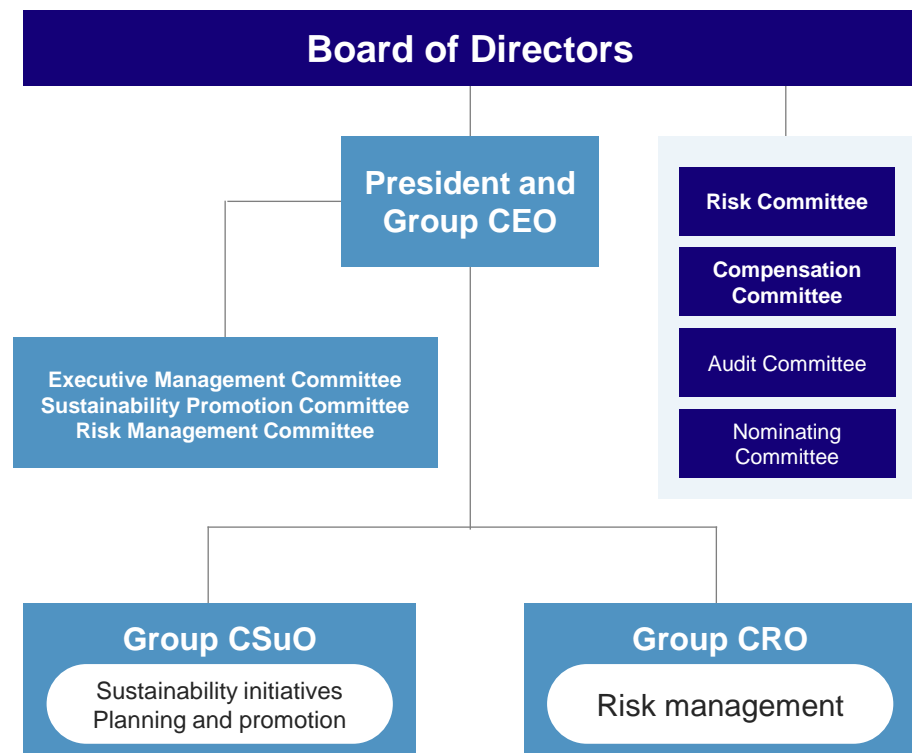 Board of Directors
President and
Group CEO
Risk Committee
Compensation
Committee
Audit Committee
Nominating
Committee
Executive Management Committee
Sustainability Promotion Committee
Risk Management Committee
Group CSuO
Sustainability initiatives
Planning and promotion
Group CRO
Risk management